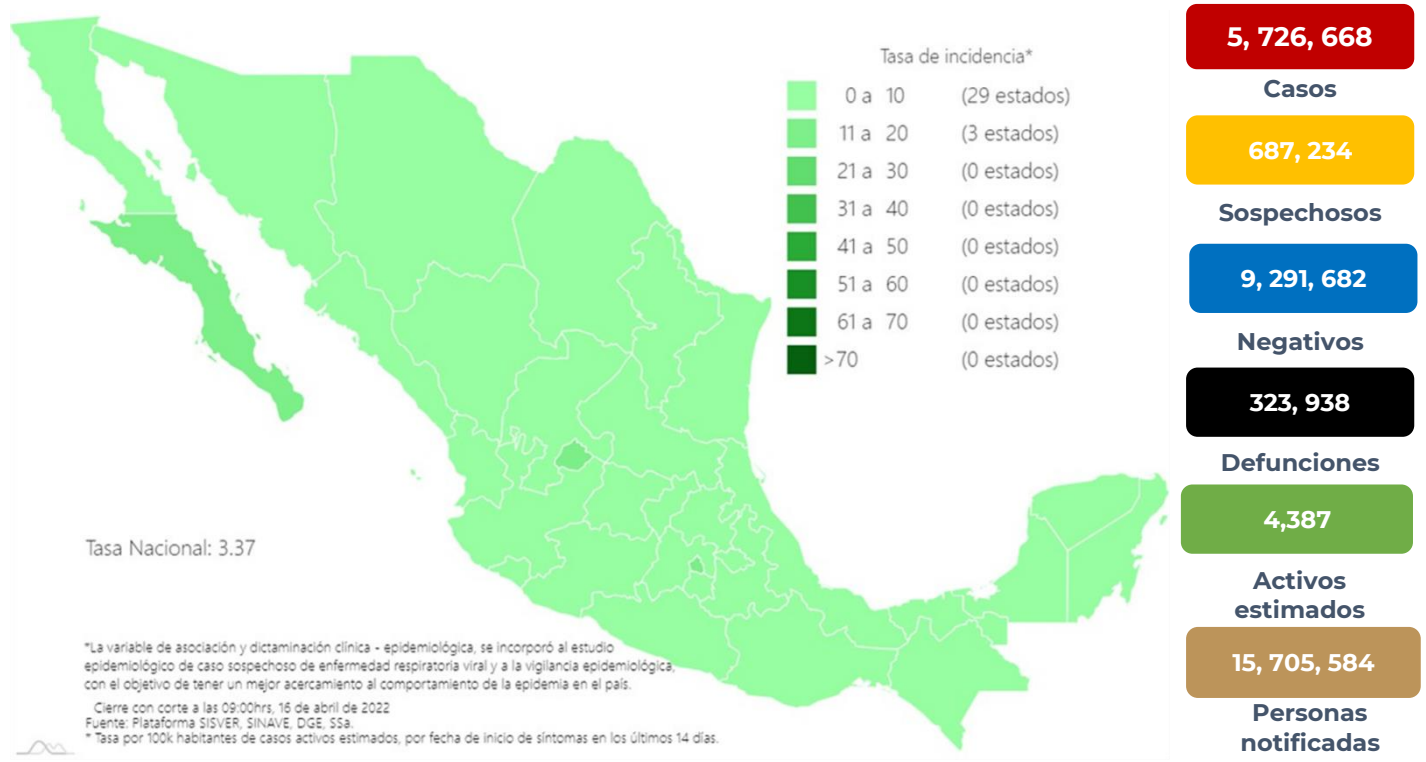 Tasa de incidencia*
0 a 10 (29 estados)
11 a 20 (3 estados)
21 a 30 (0 estados)
31 a 40 (0 estados)
41 a 50 (0 estados)
51 a 60 (0 estados)
61 a 70 (0 estados)
>70 (0 estados)
Tasa Nacional: 3.37
*La variable de asociación y dictaminación clínica - epidemiológica, se incorporó al estudio
epidemiológico de caso sospechoso de enfermedad respiratoria viral y a la vigilancia epidemiológica,
con el objetivo de tener un mejor acercamiento al comportamiento de la epidemia en el país.
Cierre con corte a las 09:00hrs, 16 de abril de 2022
Fuente: Plataforma SISVER, SINAVE, DGE, SSa.
* Tasa por 100k habitantes de casos activos estimados, por fecha de inicio de síntomas en los últimos 14 días.
5, 726, 668
Casos
687, 234
Sospechosos
9, 291, 682
Negativos
323, 938
Defunciones
4,387
Activos
estimados
15, 705, 584
Personas
notificadas